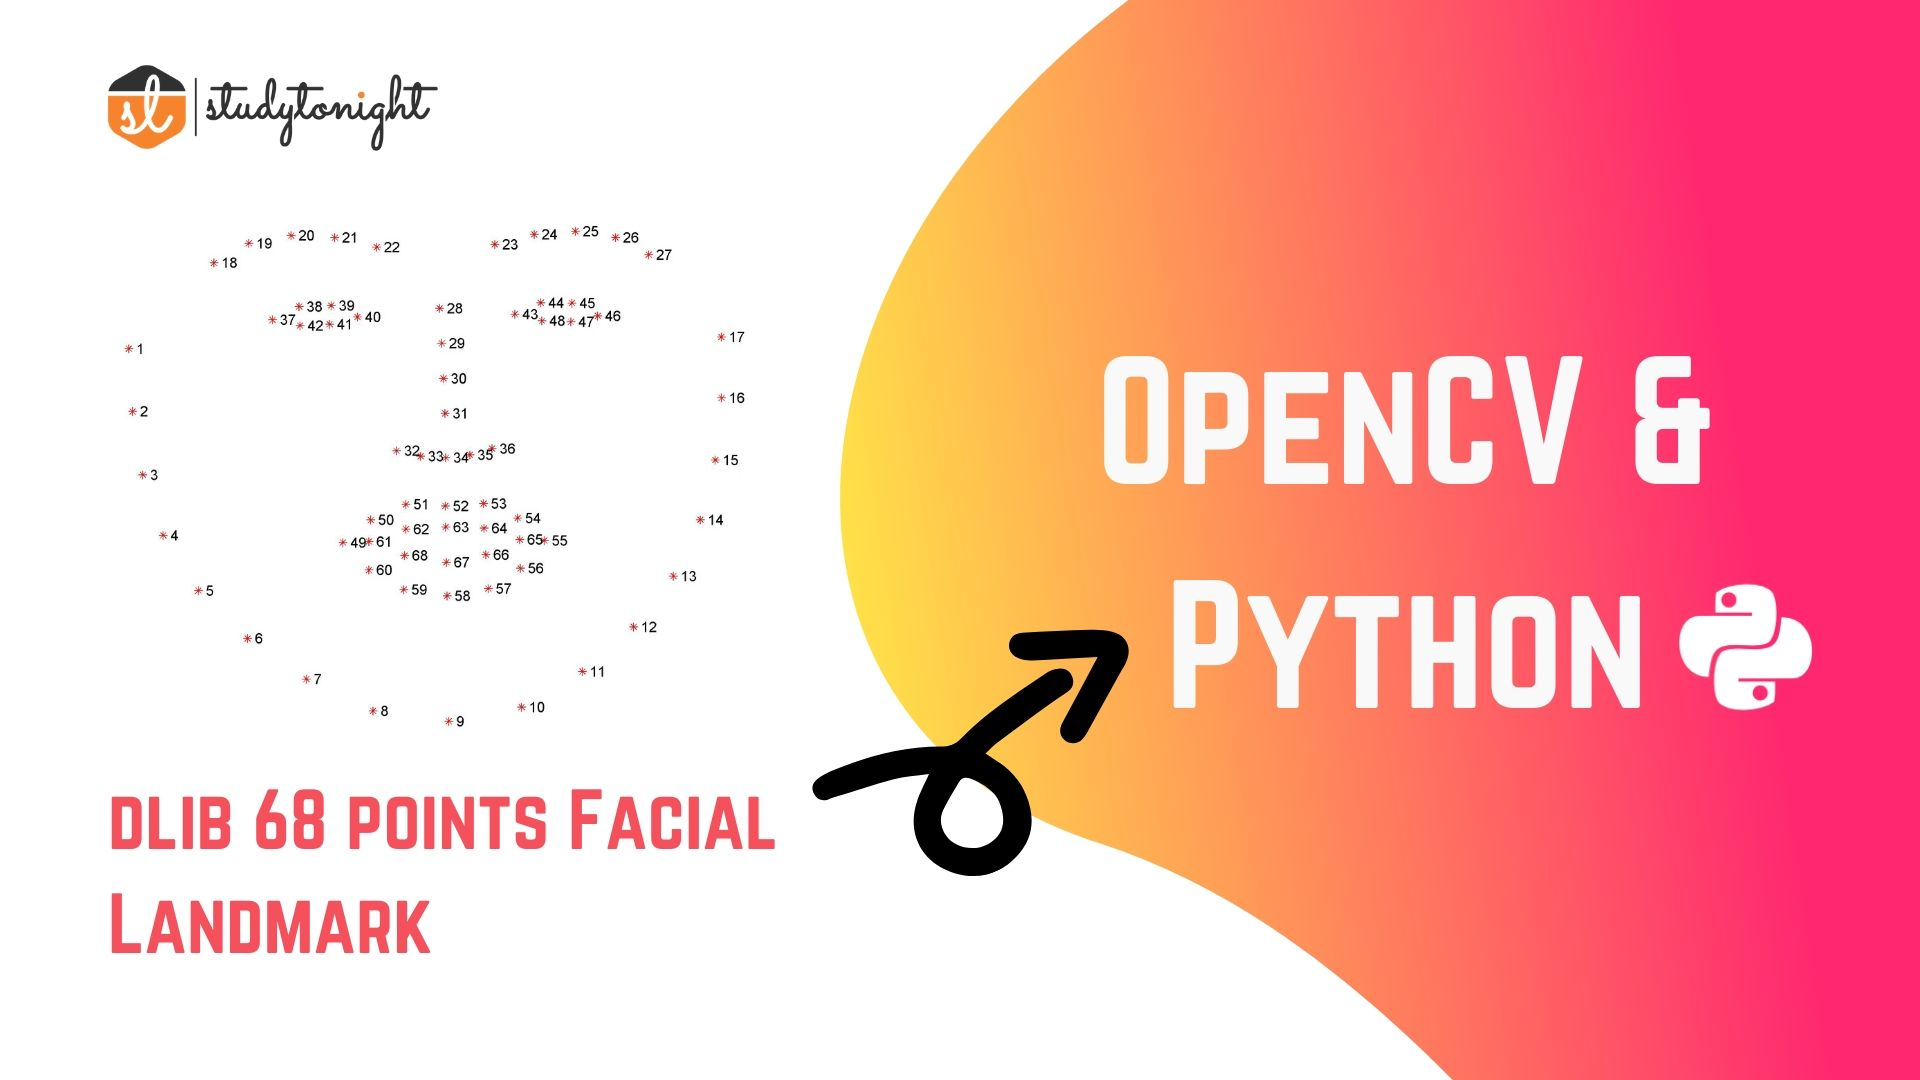 st
studytonight
19 20 21 22 23 24 25 26 27
18
38 39 28 44 45
37 42 41 40 43 48 47 46
1 29 17
30
2 31 16
32 33 34 35 36 15
3
51 52 53
50 62 63 64 54 14
4 49 61 65 55
68 67 66
60 56 13
5 59 58 57
6 12
7 11
8 9 10
OpenCV &
Python
dlib 68 points Facial
Landmark